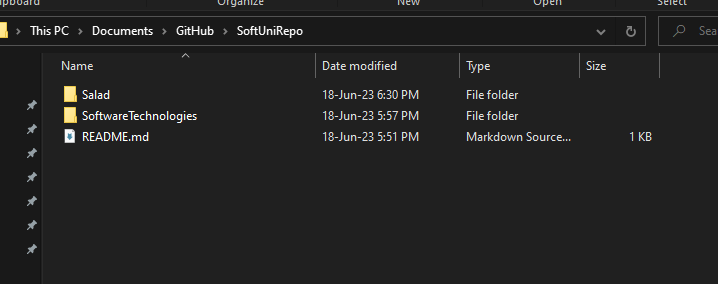 Organize
New
Open
Select
This PC > Documents > GitHub > SoftUniRepo
Name Date modified Type Size
Salad 18-Jun-23 6:30 PM File folder
SoftwareTechnologies 18-Jun-23 5:57 PM File folder
README.md 18-Jun-23 5:51 PM Markdown Source... 1 KB